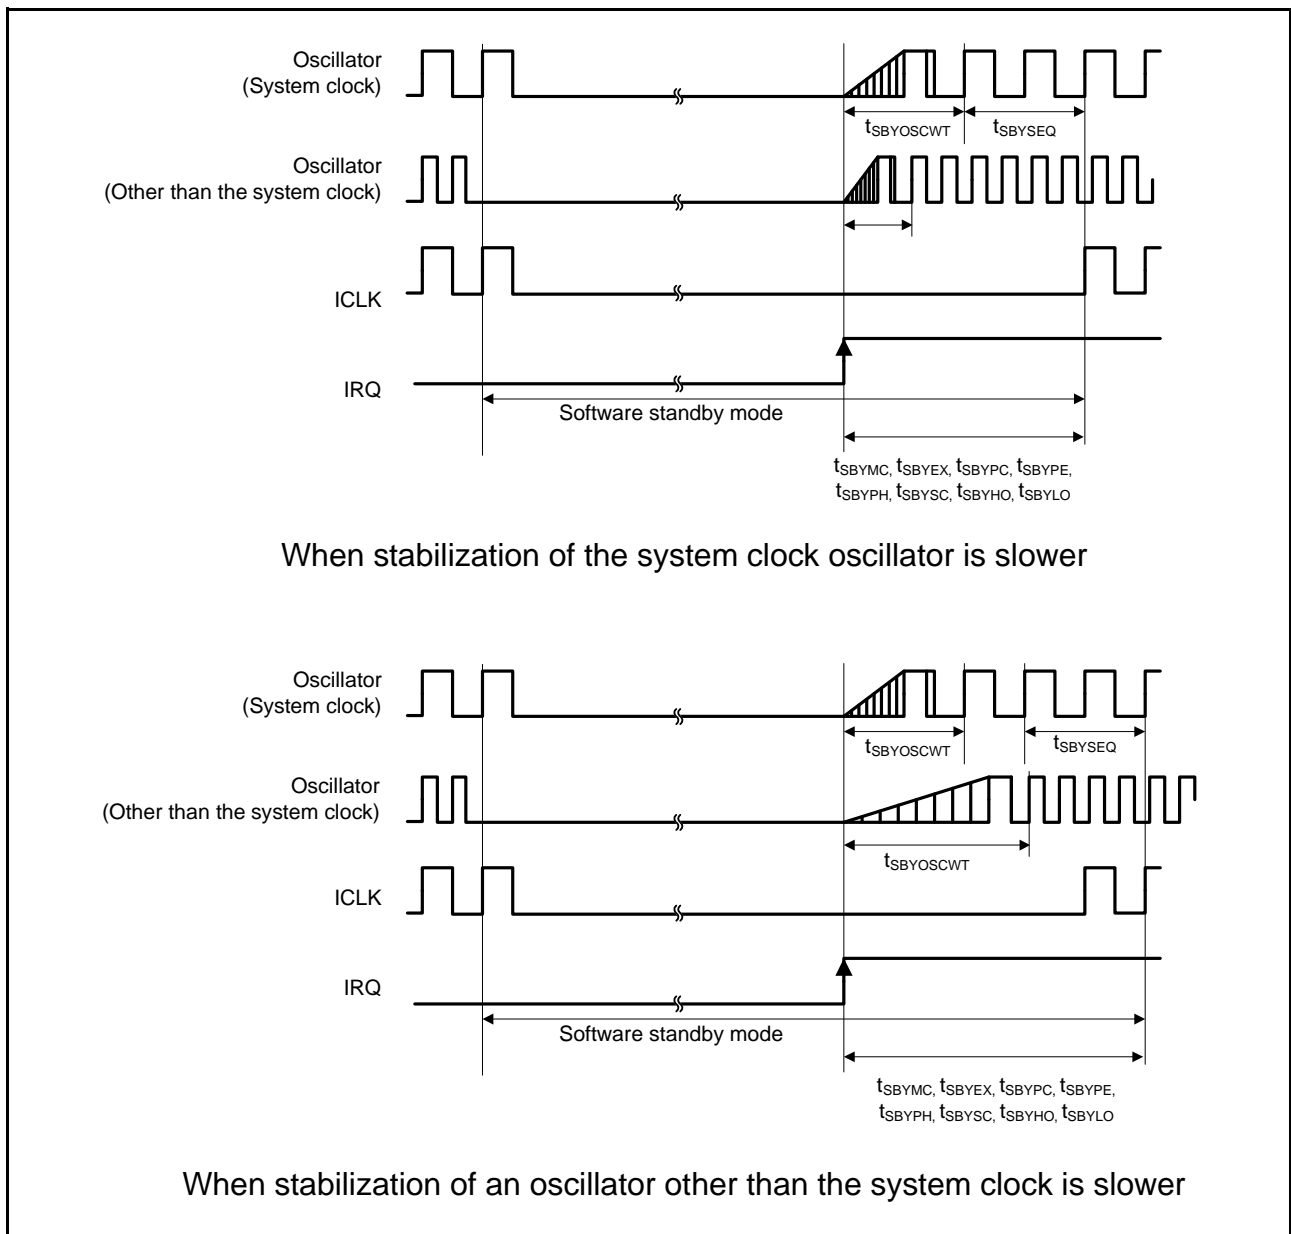 Oscillator
(System clock)
tSBYOSCWT
tSBYSEQ
Oscillator
(Other than the system clock)
ICLK
IRQ
Software standby mode
tSBYMC, tSBYEX, tSBYPC, tSBYPE,
tSBYPH, tSBYSC, tSBYHO, tSBYLO
When stabilization of the system clock oscillator is slower
Oscillator
(System clock)
tSBYOSCWT
tSBYSEQ
Oscillator
(Other than the system clock)
tSBYOSCWT
ICLK
IRQ
Software standby mode
tSBYMC, tSBYEX, tSBYPC, tSBYPE,
tSBYPH, tSBYSC, tSBYHO, tSBYLO
When stabilization of an oscillator other than the system clock is slower